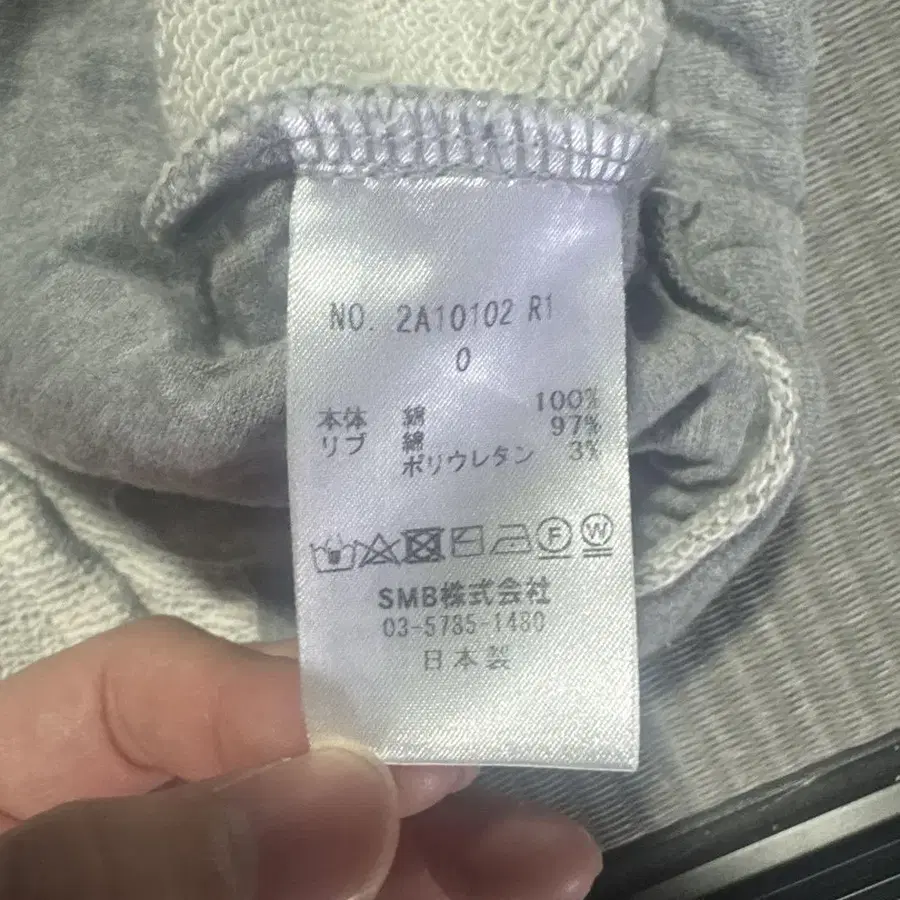 NO. 2A10102 R1
0
本体 綿 100%
リブ 綿 97%
ポリウレタン 3%
F W
SMB株式会社
03-5785-1480
日本製